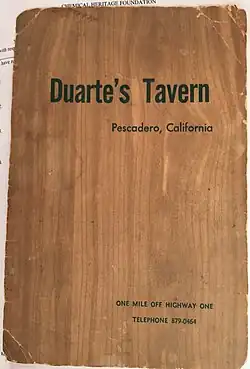 CHEMICAL HERITAGE FOUNDATION
Duarte's Tavern
Pescadero, California
ONE MILE OFF HIGHWAY ONE
TELEPHONE 879-0464